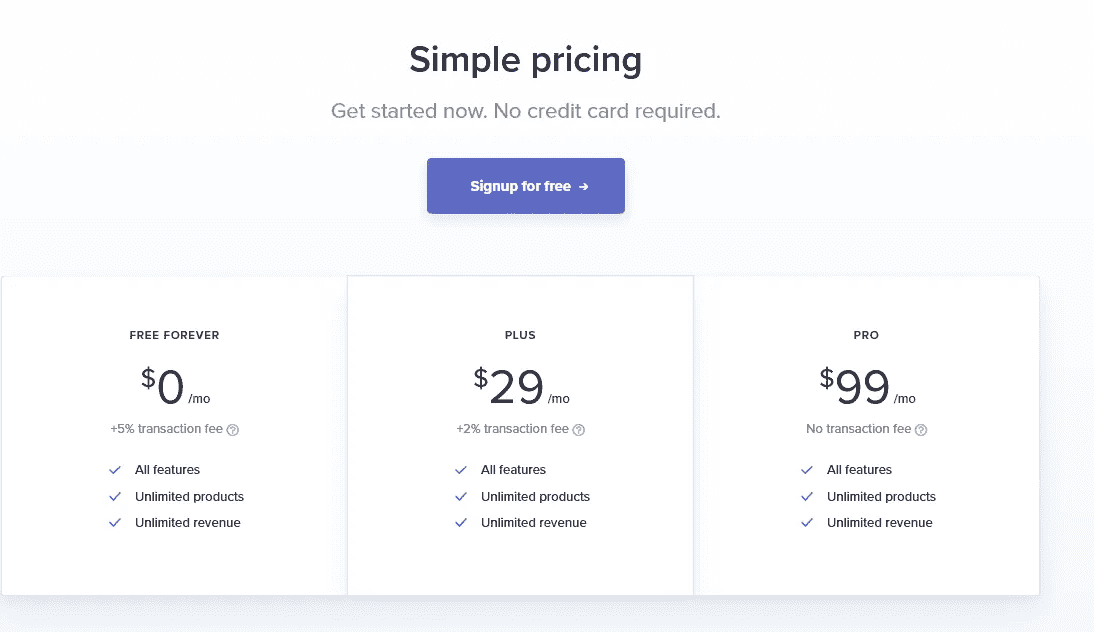 Simple pricing
Get started now. No credit card required.
Signup for free →
FREE FOREVER
$0 /mo
+5% transaction fee ?
All features
Unlimited products
Unlimited revenue
PLUS
$29 /mo
+2% transaction fee ?
All features
Unlimited products
Unlimited revenue
PRO
$99 /mo
No transaction fee ?
All features
Unlimited products
Unlimited revenue